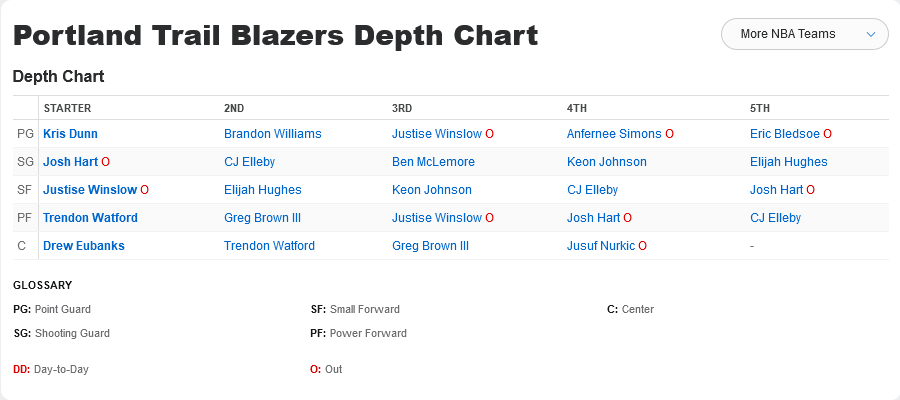 Portland Trail Blazers Depth Chart
More NBA Teams
Depth Chart
STARTER 2ND 3RD 4TH 5TH
PG Kris Dunn Brandon Williams Justise Winslow O Anfernee Simons O Eric Bledsoe O
SG Josh Hart O CJ Elleby Ben McLemore Keon Johnson Elijah Hughes
SF Justise Winslow O Elijah Hughes Keon Johnson CJ Elleby Josh Hart O
PF Trendon Watford Greg Brown III Justise Winslow O Josh Hart O CJ Elleby
C Drew Eubanks Trendon Watford Greg Brown III Jusuf Nurkic O -
GLOSSARY
PG: Point Guard SF: Small Forward C: Center
SG: Shooting Guard PF: Power Forward
DD: Day-to-Day O: Out